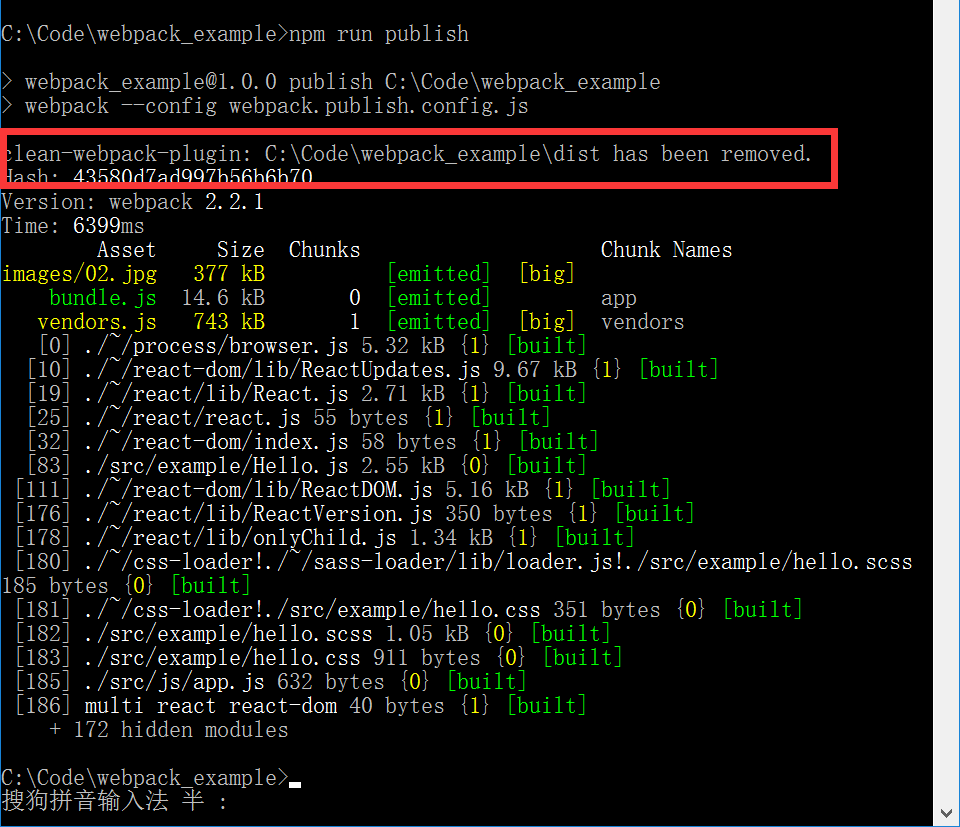 C:\Code\webpack_example>npm run publish
> webpack_example@1.0.0 publish C:\Code\webpack_example
> webpack --config webpack.publish.config.js
clean-webpack-plugin: C:\Code\webpack_example\dist has been removed.
Hash: 43580d7ad997b56b6b70
Version: webpack 2.2.1
Time: 6399ms
Asset Size Chunks Chunk Names
images/02.jpg 377 kB [emitted] [big]
bundle.js 14.6 kB 0 [emitted] app
vendors.js 743 kB 1 [emitted] [big] vendors
[0] ./~/process/browser.js 5.32 kB {1} [built]
[10] ./~/react-dom/lib/ReactUpdates.js 9.67 kB {1} [built]
[19] ./~/react/lib/React.js 2.71 kB {1} [built]
[25] ./~/react/react.js 55 bytes {1} [built]
[32] ./~/react-dom/index.js 58 bytes {1} [built]
[83] ./src/example/Hello.js 2.55 kB {0} [built]
[111] ./~/react-dom/lib/ReactDOM.js 5.16 kB {1} [built]
[176] ./~/react/lib/ReactVersion.js 350 bytes {1} [built]
[178] ./~/react/lib/onlyChild.js 1.34 kB {1} [built]
[180] ./~/css-loader!./~/sass-loader/lib/loader.js!./src/example/hello.scss
185 bytes {0} [built]
[181] ./~/css-loader!./src/example/hello.css 351 bytes {0} [built]
[182] ./src/example/hello.scss 1.05 kB {0} [built]
[183] ./src/example/hello.css 911 bytes {0} [built]
[185] ./src/js/app.js 632 bytes {0} [built]
[186] multi react react-dom 40 bytes {1} [built]
+ 172 hidden modules
C:\Code\webpack_example>
搜狗拼音输入法 半 :